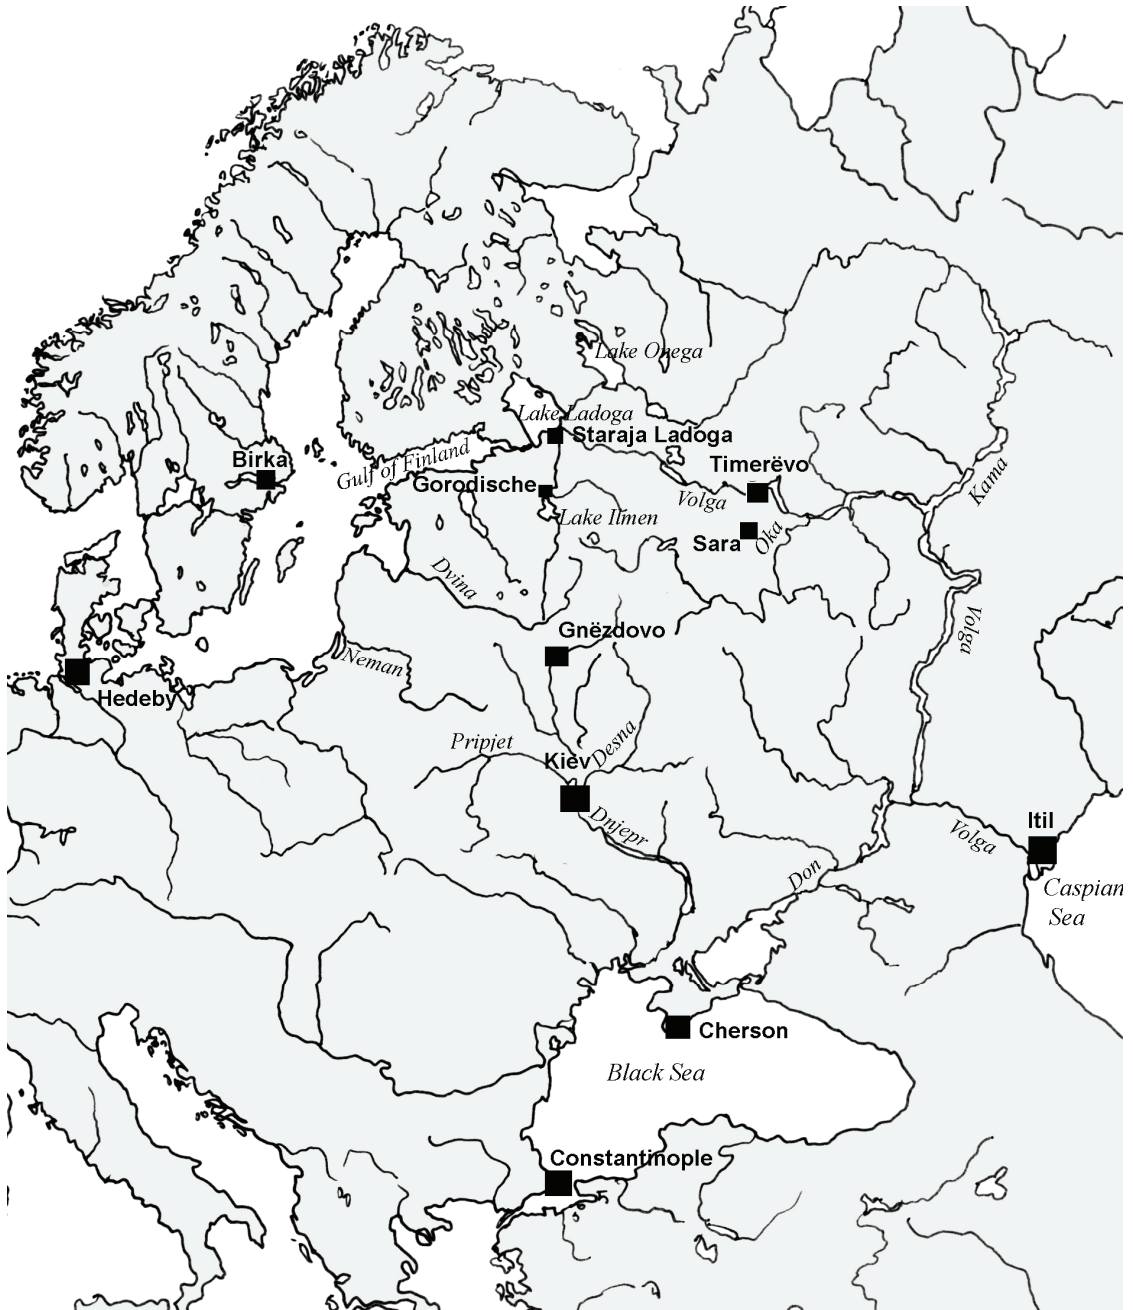 Lake Onega
Lake Ladoga
Staraja Ladoga
Birka
Gulf of Finland
Timerëvo
Gorodische
Volga
Kama
Lake Ilmen
Sara
Oka
Dvina
Volga
Gnëzdovo
Neman
Hedeby
Pripjet
Desna
Kiev
Dnjepr
Itil
Volga
Don
Caspian
Sea
Cherson
Black Sea
Constantinople